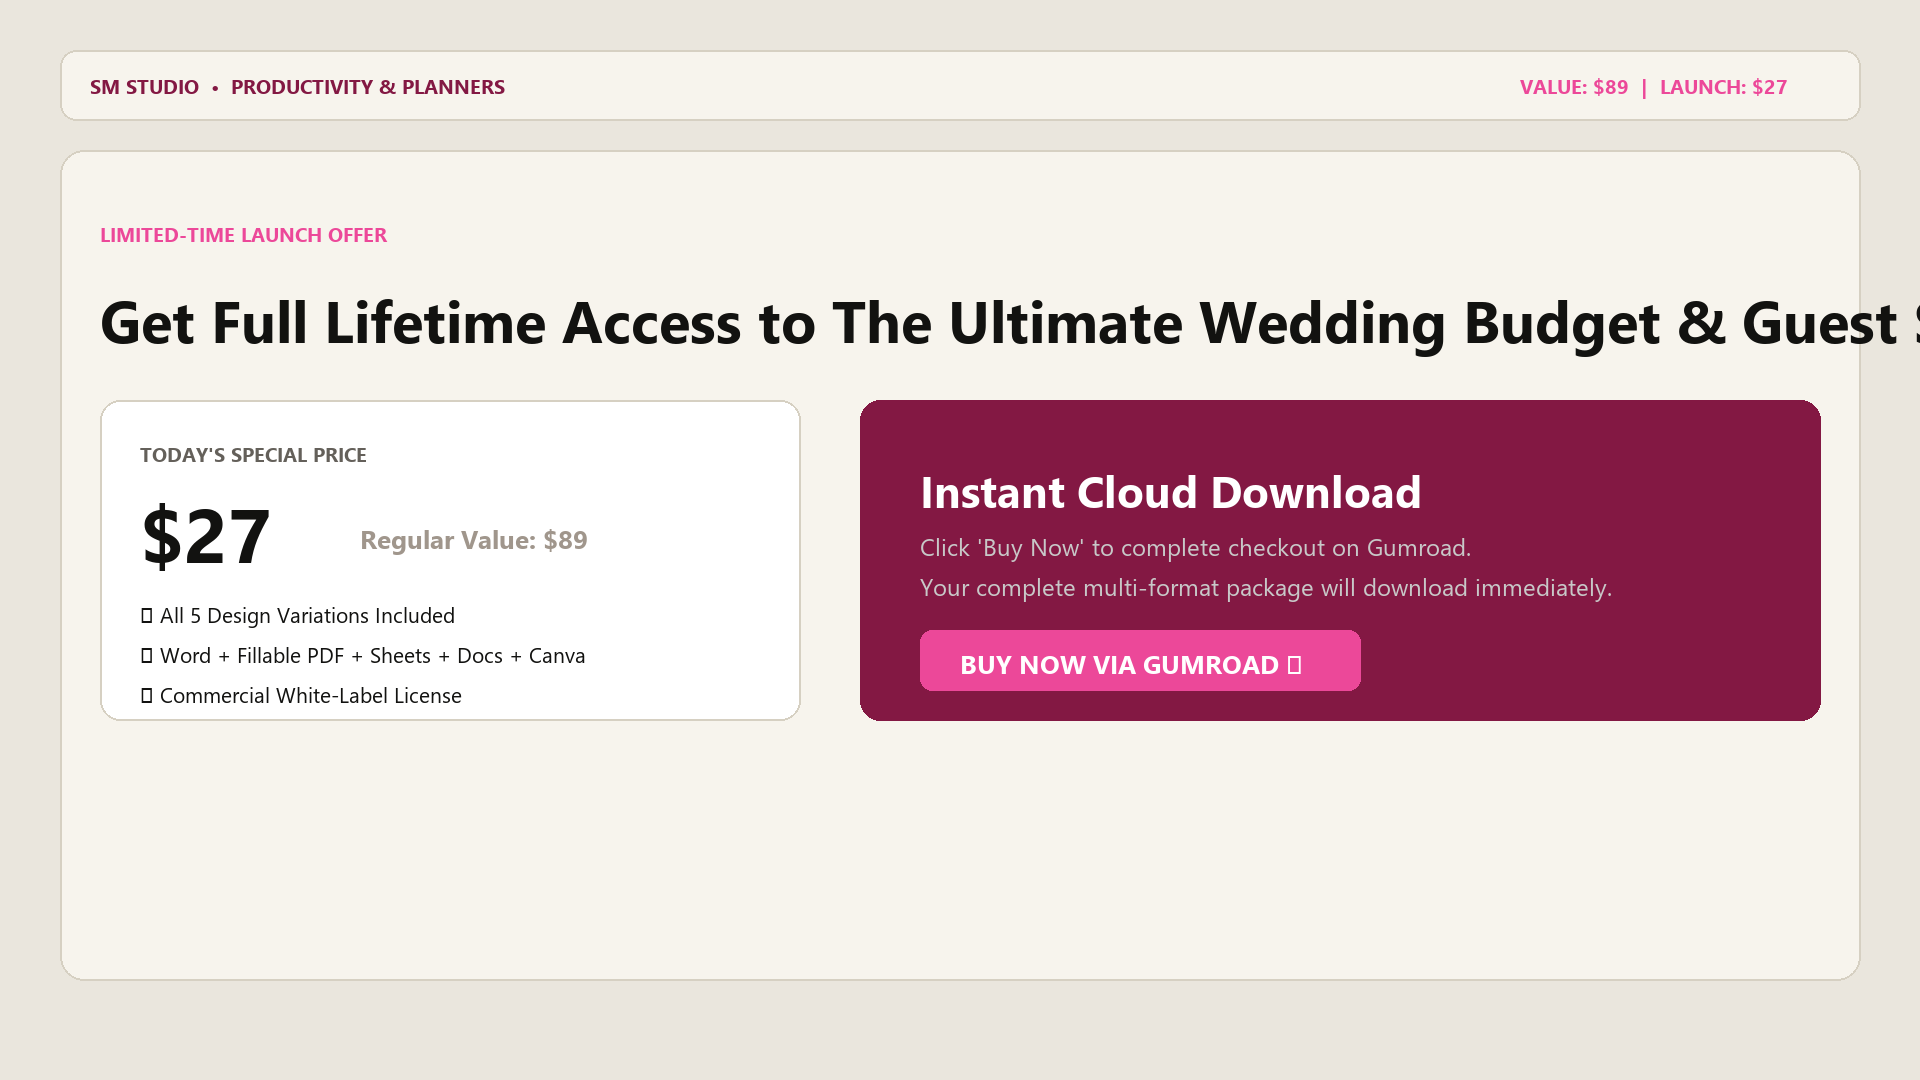 SM STUDIO • PRODUCTIVITY & PLANNERS
VALUE: $89 | LAUNCH: $27
LIMITED-TIME LAUNCH OFFER
Get Full Lifetime Access to The Ultimate Wedding Budget & Guest
TODAY'S SPECIAL PRICE
$27
Regular Value: $89
All 5 Design Variations Included
Word + Fillable PDF + Sheets + Docs + Canva
Commercial White-Label License
Instant Cloud Download
Click 'Buy Now' to complete checkout on Gumroad.
Your complete multi-format package will download immediately.
BUY NOW VIA GUMROAD